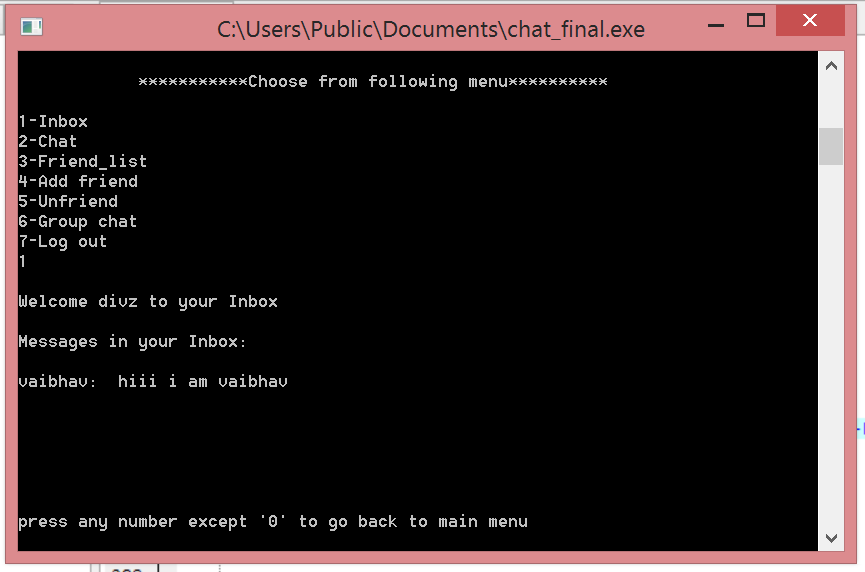 C:\Users\Public\Documents\chat_final.exe
***********Choose from following menu**********
1-Inbox
2-Chat
3-Friend_list
4-Add friend
5-Unfriend
6-Group chat
7-Log out
1
Welcome divz to your Inbox
Messages in your Inbox:
vaibhav:  hiii i am vaibhav
press any number except '0' to go back to main menu